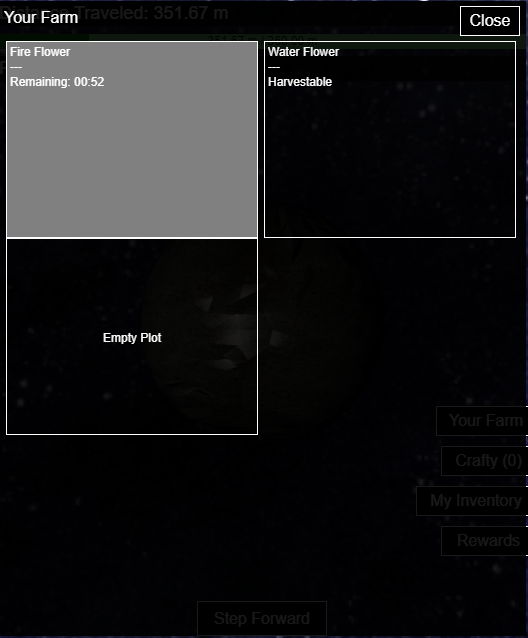 Distance Traveled: 351.67 m
Your Farm
Close
Fire Flower
---
Remaining: 00:52
Water Flower
---
Harvestable
Empty Plot
Your Farm
Crafty (0)
My Inventory
Rewards
Step Forward